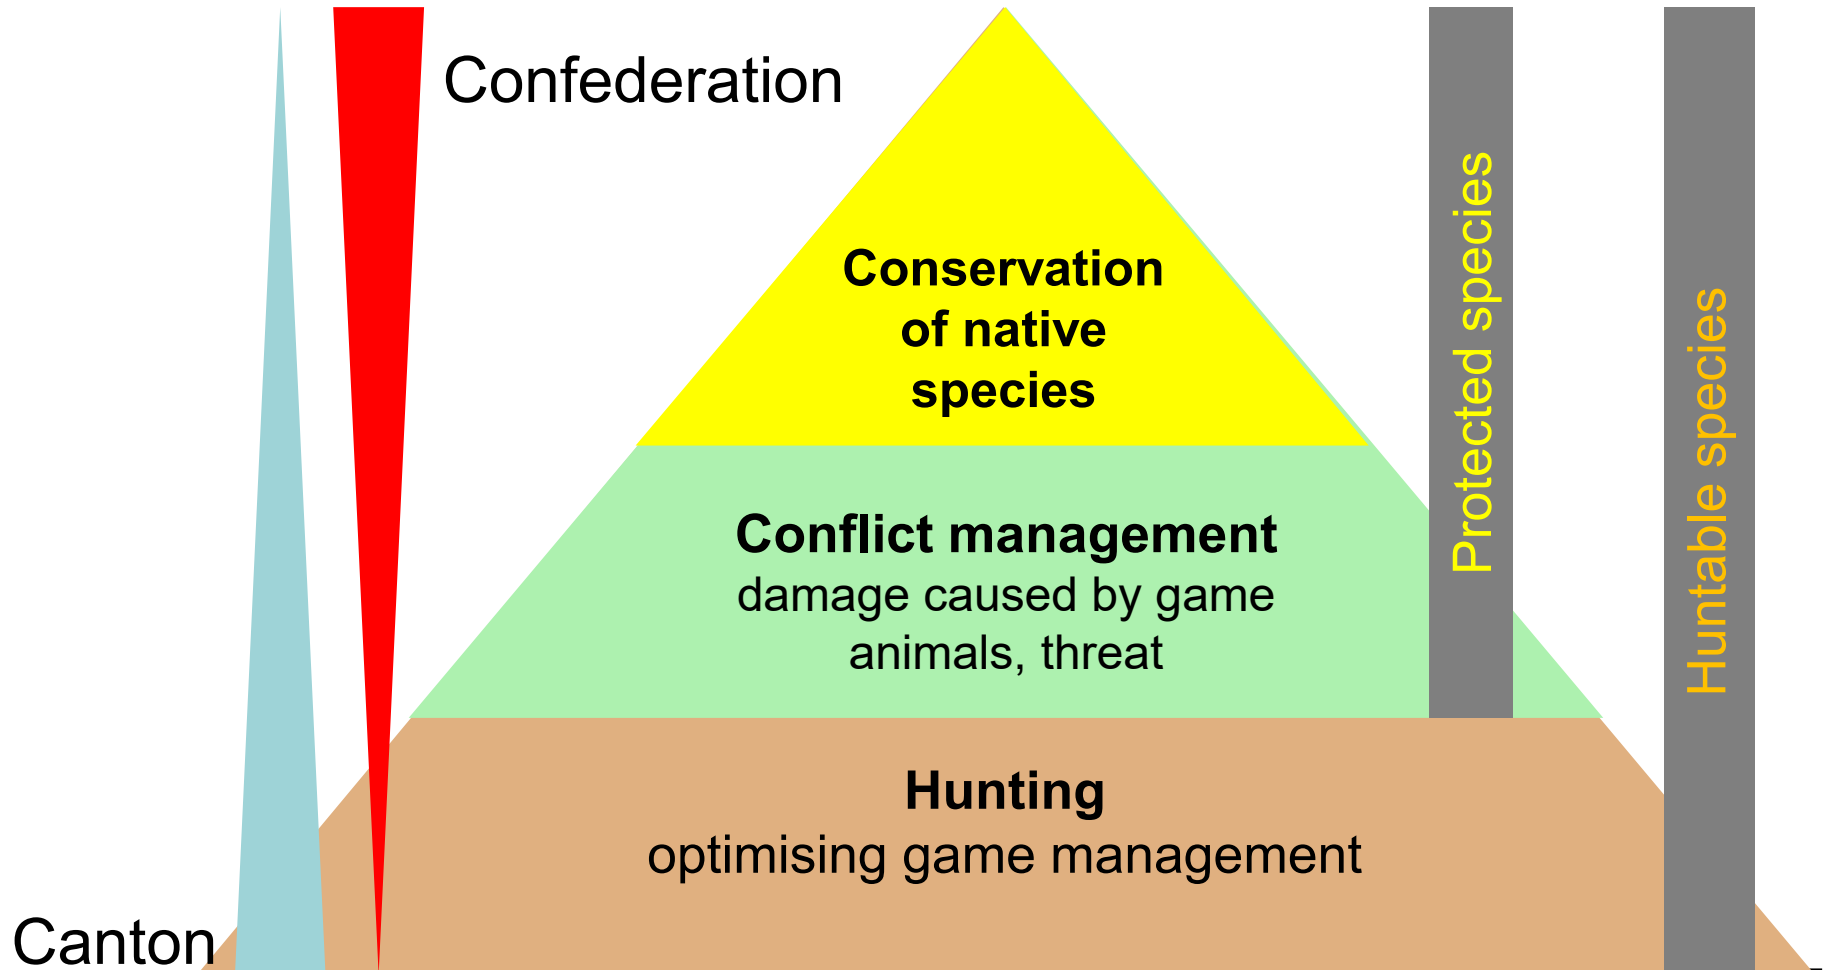 Confederation
Conservation
of native
species
Conflict management
damage caused by game
animals, threat
Hunting
optimising game management
Canton
Protected species
Huntable species